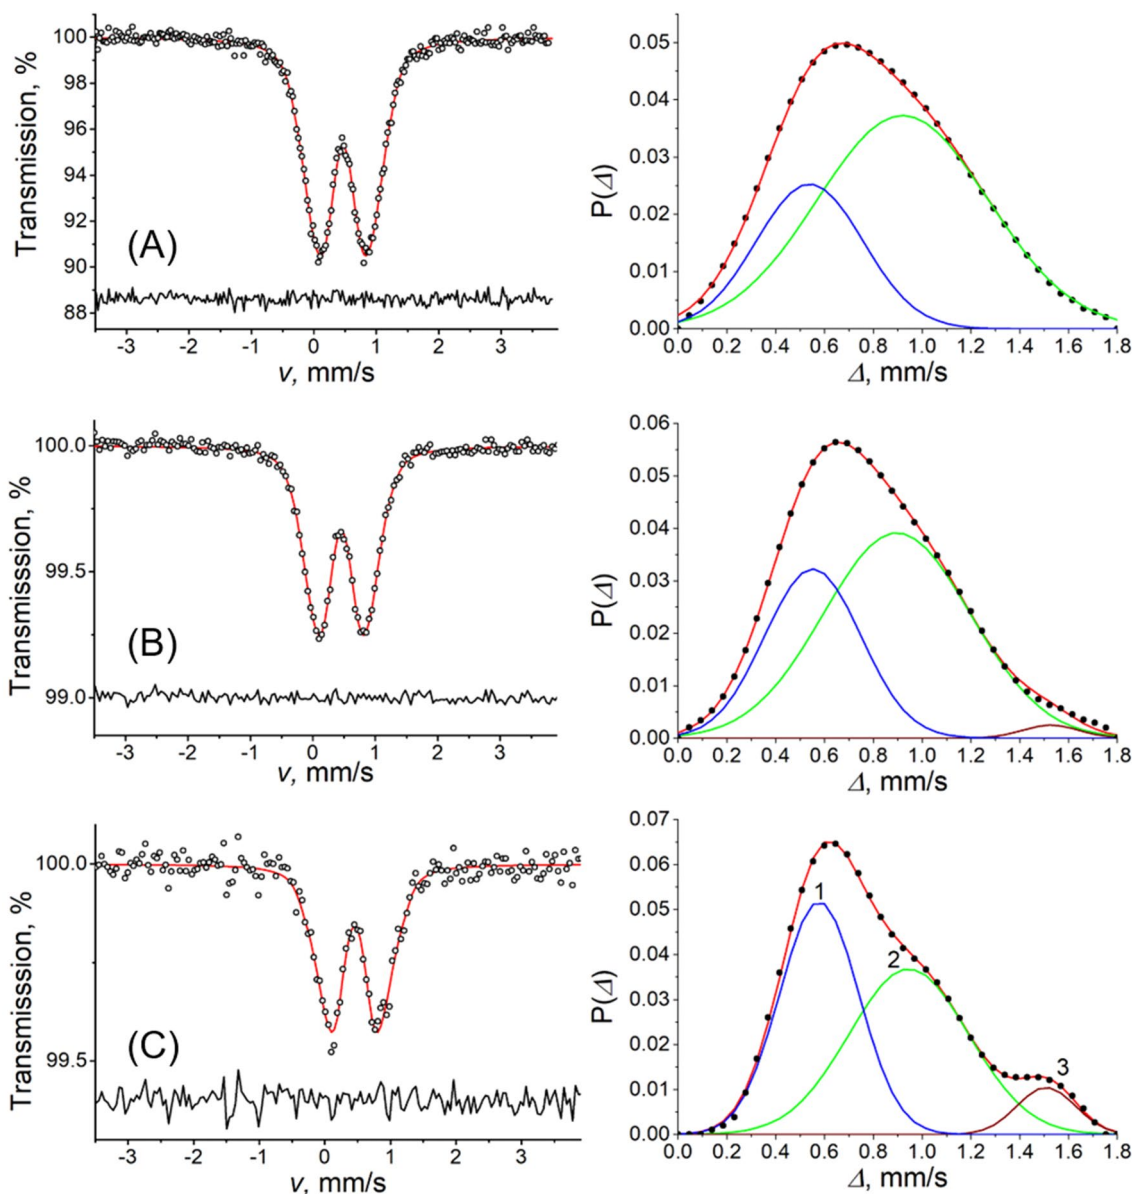 Transmission, %
100
98
96
94
92
90
88
(A)
-3 -2 -1 0 1 2 3
v, mm/s
P(Δ)
0.05
0.04
0.03
0.02
0.01
0.00
0.0 0.2 0.4 0.6 0.8 1.0 1.2 1.4 1.6 1.8
Δ, mm/s
Transmisssion, %
100.0
99.5
99.0
(B)
-3 -2 -1 0 1 2 3
v, mm/s
P(Δ)
0.06
0.05
0.04
0.03
0.02
0.01
0.00
0.0 0.2 0.4 0.6 0.8 1.0 1.2 1.4 1.6 1.8
Δ, mm/s
Transmisssion, %
100.0
99.5
(C)
-3 -2 -1 0 1 2 3
v, mm/s
P(Δ)
0.07
0.06
0.05
0.04
0.03
0.02
0.01
0.00
1
2
3
0.0 0.2 0.4 0.6 0.8 1.0 1.2 1.4 1.6 1.8
Δ, mm/s